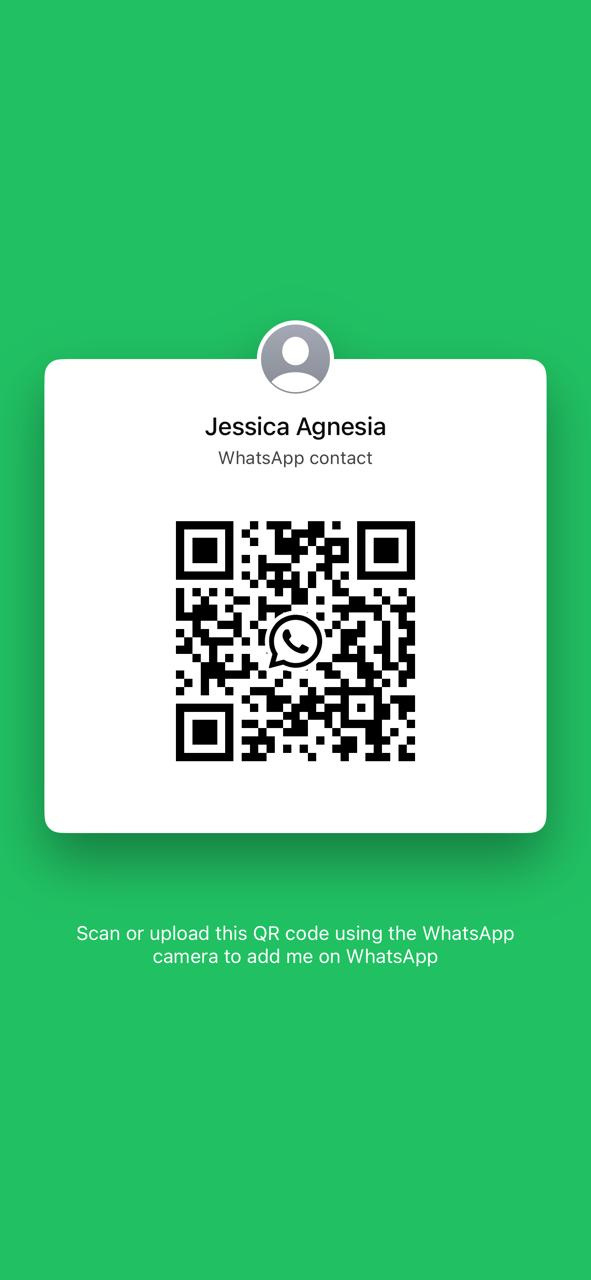 Jessica Agnesia
WhatsApp contact
Scan or upload this QR code using the WhatsApp
camera to add me on WhatsApp